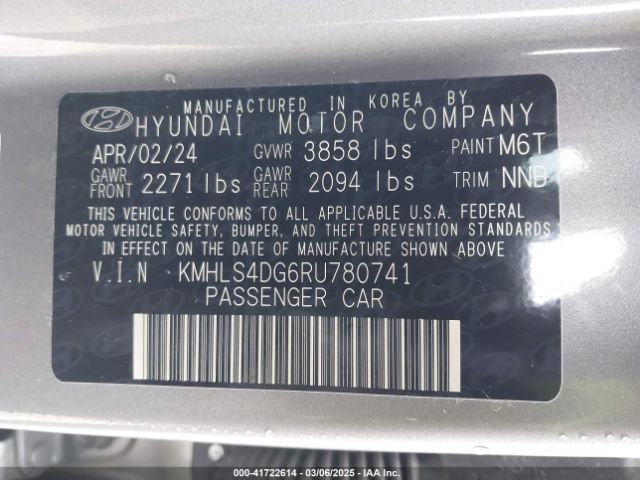 MANUFACTURED IN KOREA BY
HYUNDAI MOTOR COMPANY
APR/02/24 GVWR 3858 lbs PAINT M6T
GAWR FRONT 2271 lbs GAWR REAR 2094 lbs TRIM NNB
THIS VEHICLE CONFORMS TO ALL APPLICABLE U.S.A. FEDERAL
MOTOR VEHICLE SAFETY, BUMPER, AND THEFT PREVENTION STANDARDS
IN EFFECT ON THE DATE OF MANUFACTURE SHOWN ABOVE.
V.I.N KMHLS4DG6RU780741
PASSENGER CAR
000-41722614 - 03/06/2025 - IAA, Inc.